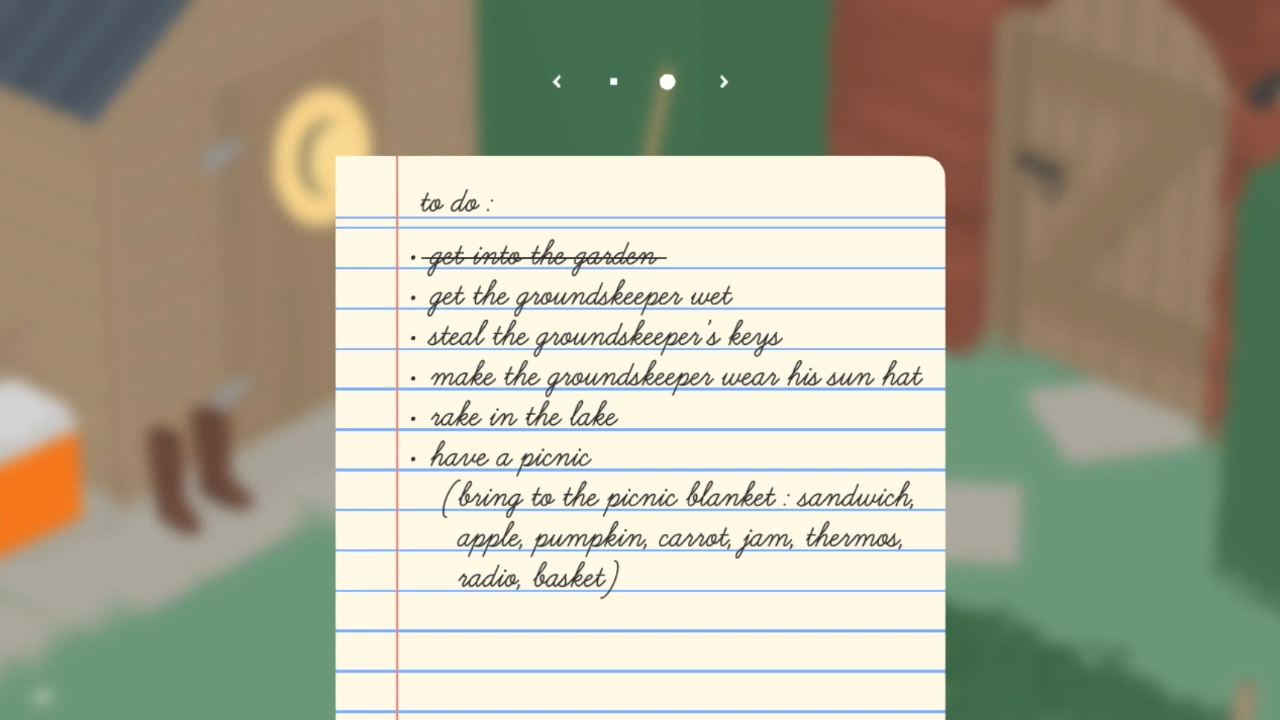 to do :
• get into the garden
• get the groundskeeper wet
• steal the groundskeeper's keys
• make the groundskeeper wear his sun hat
• rake in the lake
• have a picnic
(bring to the picnic blanket : sandwich,
apple, pumpkin, carrot, jam, thermos,
radio, basket)